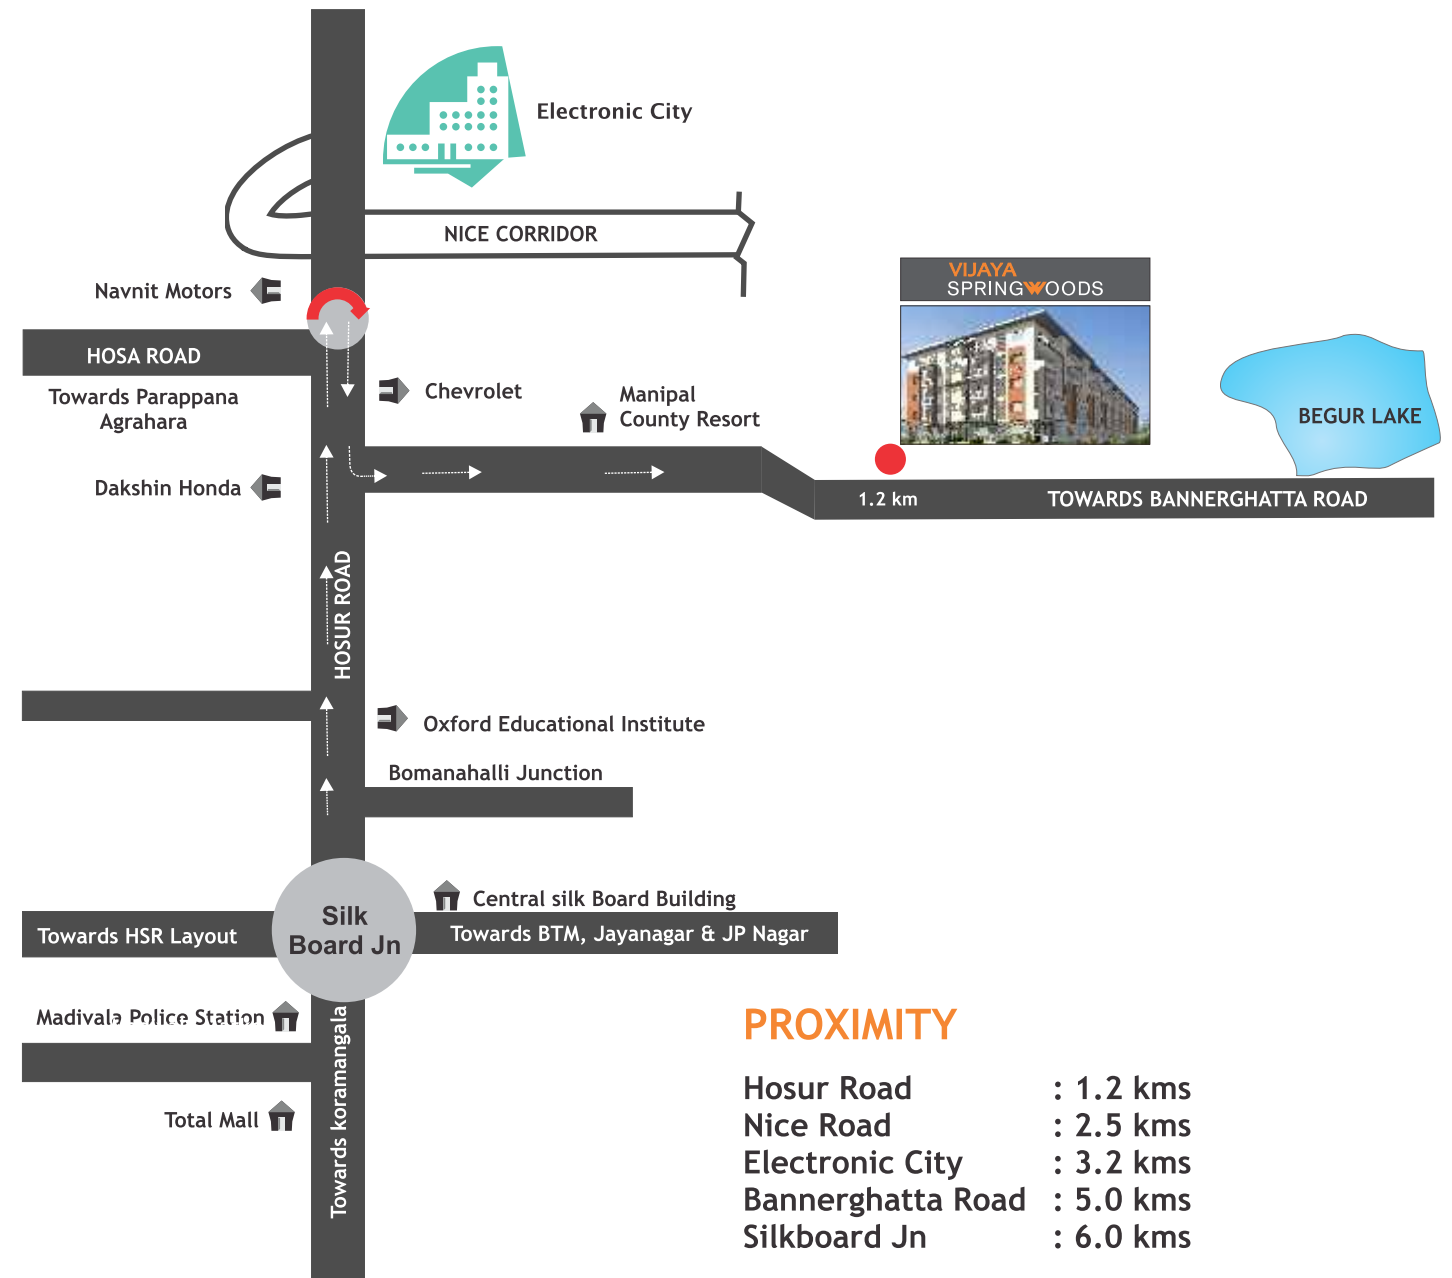 Electronic City
NICE CORRIDOR
VIJAYA
SPRINGWOODS
Navnit Motors
HOSA ROAD
Towards Parappana
Agrahara
Chevrolet
Manipal
County Resort
BEGUR LAKE
Dakshin Honda
1.2 km
TOWARDS BANNERGHATTA ROAD
HOSUR ROAD
Oxford Educational Institute
Bomanahalli Junction
Silk
Board Jn
Central silk Board Building
Towards HSR Layout
Towards BTM, Jayanagar & JP Nagar
Madivala Police Station
Towards koramangala
Total Mall
PROXIMITY
Hosur Road : 1.2 kms
Nice Road : 2.5 kms
Electronic City : 3.2 kms
Bannerghatta Road : 5.0 kms
Silkboard Jn : 6.0 kms